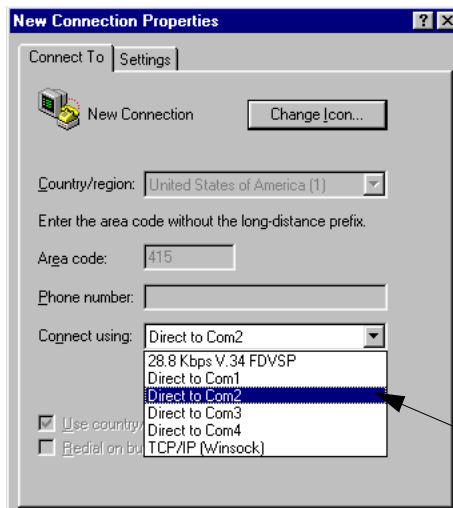 New Connection Properties
Connect To Settings
New Connection Change Icon...
Country/region: United States of America (1)
Enter the area code without the long-distance prefix.
Area code: 415
Phone number:
Connect using: Direct to Com2
28.8 Kbps V.34 FDVSP
Direct to Com1
Direct to Com2
Direct to Com3
Use country/
Direct to Com4
Redial on bu
TCP/IP (Winsock)